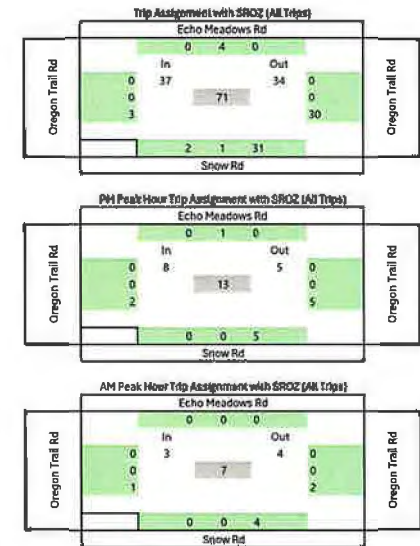 Trip Assignment with SROZ (All Trips)
Echo Meadows Rd
0 4 0
In Out
Oregon Trail Rd
0 37 34 0
0 71 0
3 30
Oregon Trail Rd
2 1 31
Snow Rd
PM Peak Hour Trip Assignment with SROZ (All Trips)
Echo Meadows Rd
0 1 0
In Out
Oregon Trail Rd
0 8 5 0
0 13 0
2 5
Oregon Trail Rd
0 0 5
Snow Rd
AM Peak Hour Trip Assignment with SROZ (All Trips)
Echo Meadows Rd
0 0 0
In Out
Oregon Trail Rd
0 3 4 0
0 7 0
1 2
Oregon Trail Rd
0 0 4
Snow Rd